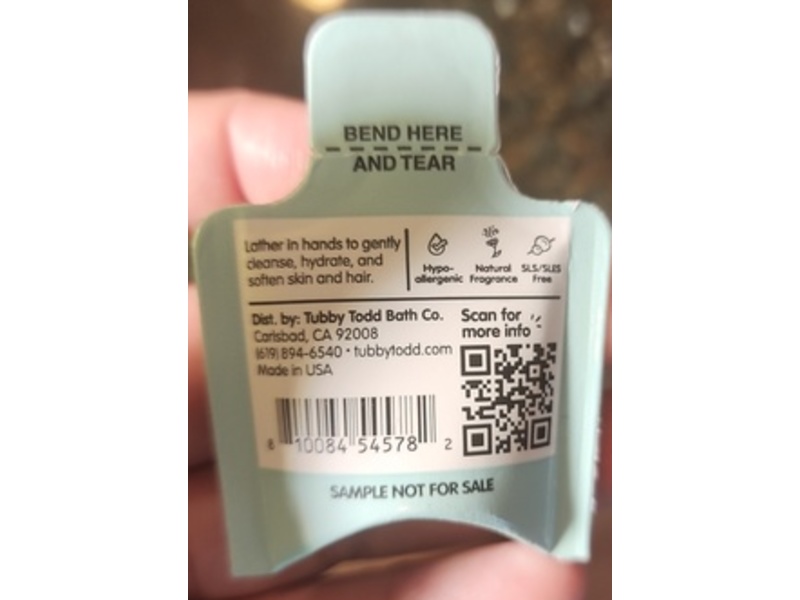 BEND HERE
AND TEAR
Lather in hands to gently
cleanse, hydrate, and
soften skin and hair.
Hypo-
allergenic
Natural
Fragrance
SLS/SLES
Free
Dist. by: Tubby Todd Bath Co.
Carlsbad, CA 92008
(619) 894-6540 • tubbytodd.com
Made in USA
Scan for
more info
8 10084 54578 2
SAMPLE NOT FOR SALE